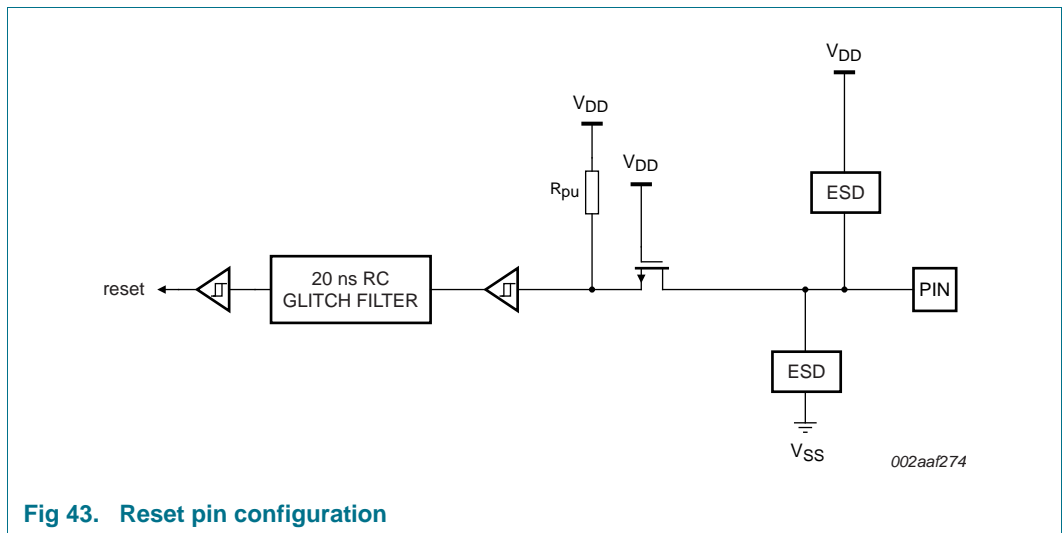 VDD
VDD
VDD
Rpu
ESD
reset
20 ns RC
GLITCH FILTER
PIN
ESD
VSS
002aaf274
Fig 43. Reset pin configuration